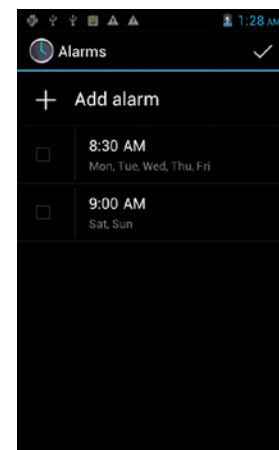 1:28 AM
Alarms
Add alarm
8:30 AM
Mon, Tue, Wed, Thu, Fri
9:00 AM
Sat, Sun